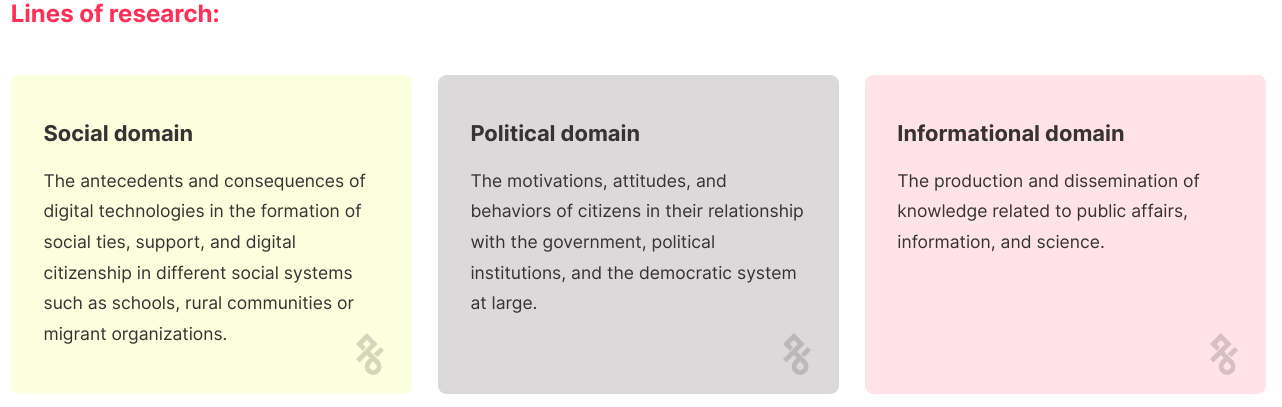 Lines of research:
Social domain
The antecedents and consequences of
digital technologies in the formation of
social ties, support, and digital
citizenship in different social systems
such as schools, rural communities or
migrant organizations.
Political domain
The motivations, attitudes, and
behaviors of citizens in their relationship
with the government, political
institutions, and the democratic system
at large.
Informational domain
The production and dissemination of
knowledge related to public affairs,
information, and science.